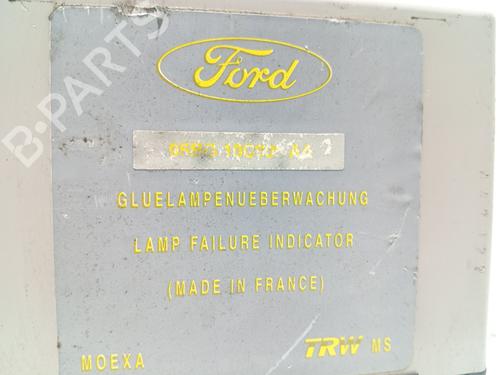 Ford
GLUELAMPENUEBERWACHUNG
LAMP FAILURE INDICATOR
(MADE IN FRANCE)
MOEXA TRW MS
B-PARTS